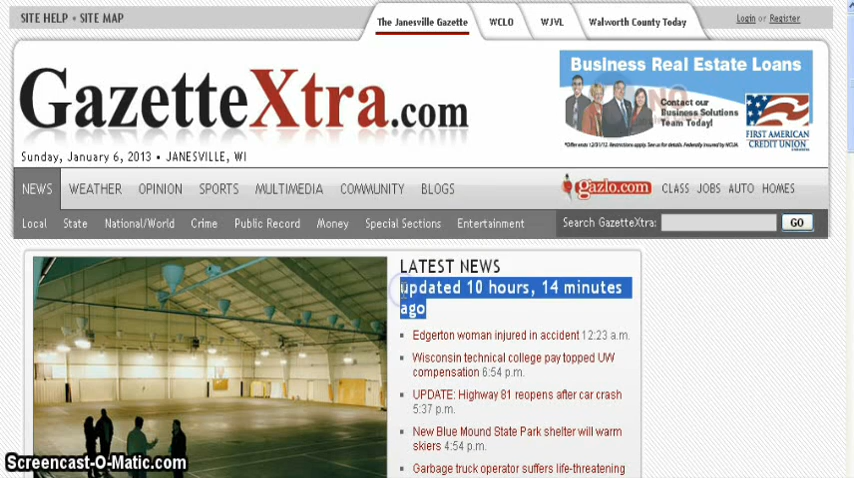 SITE HELP • SITE MAP
The Janesville Gazette
WCLO
WJVL
Walworth County Today
Login or Register
GazetteXtra.com
Sunday, January 6, 2013 • JANESVILLE, WI
Business Real Estate Loans
Contact our
Business Solutions
Team Today!
FIRST AMERICAN
CREDIT UNION
NEWS WEATHER OPINION SPORTS MULTIMEDIA COMMUNITY BLOGS
gazlo.com CLASS JOBS AUTO HOMES
Local State National/World Crime Public Record Money Special Sections Entertainment
Search GazetteXtra: GO
LATEST NEWS
updated 10 hours, 14 minutes
ago
Edgerton woman injured in accident 12:23 a.m.
Wisconsin technical college pay topped UW
compensation 6:54 p.m.
UPDATE: Highway 81 reopens after car crash
5:37 p.m.
New Blue Mound State Park shelter will warm
skiers 4:54 p.m.
Garbage truck operator suffers life-threatening
Screencast-O-Matic.com